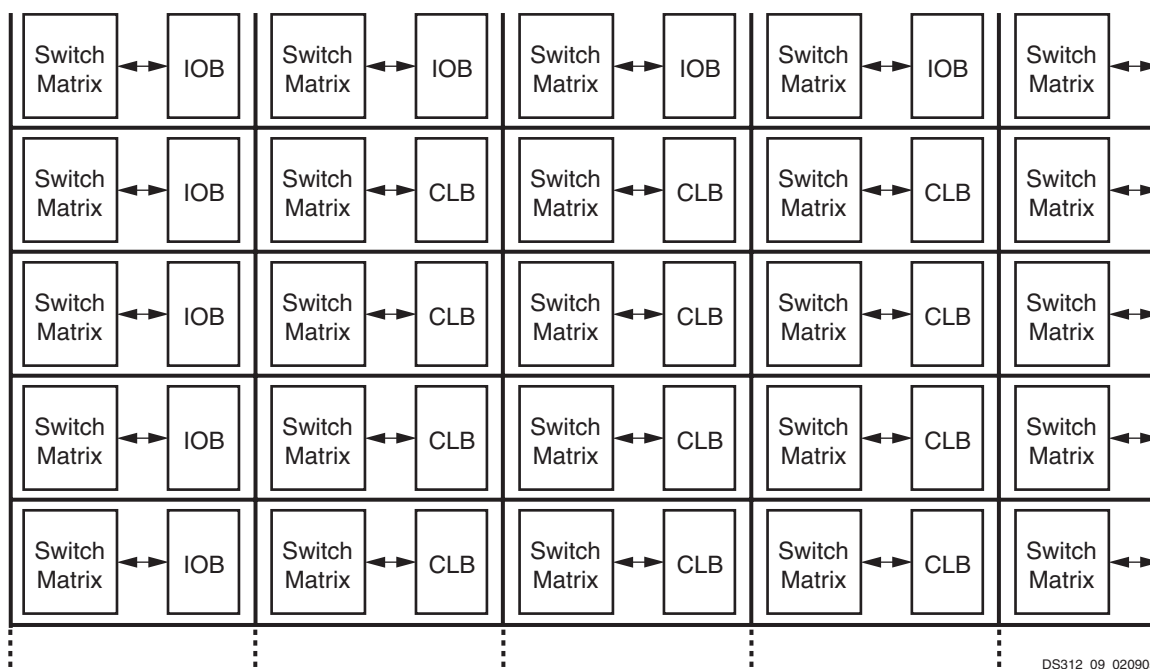 Switch Matrix IOB Switch Matrix IOB Switch Matrix IOB Switch Matrix IOB Switch Matrix
Switch Matrix IOB Switch Matrix CLB Switch Matrix CLB Switch Matrix CLB Switch Matrix
Switch Matrix IOB Switch Matrix CLB Switch Matrix CLB Switch Matrix CLB Switch Matrix
Switch Matrix IOB Switch Matrix CLB Switch Matrix CLB Switch Matrix CLB Switch Matrix
Switch Matrix IOB Switch Matrix CLB Switch Matrix CLB Switch Matrix CLB Switch Matrix
DS312_09_02090